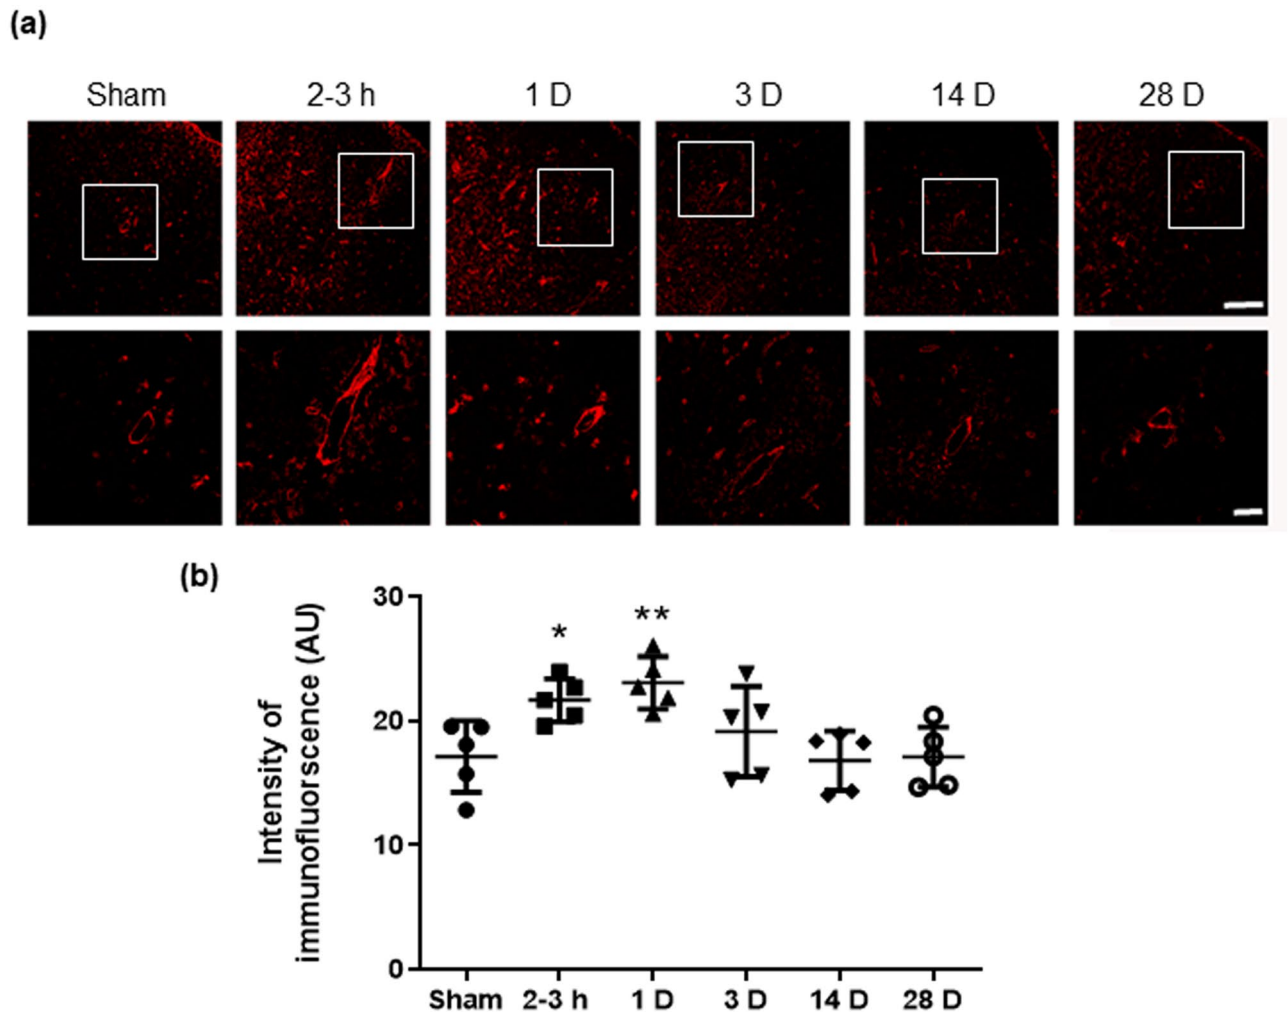 (a)
Sham 2-3 h 1 D 3 D 14 D 28 D
(b)
Intensity of
immunofluorscence (AU)
30
20
10
0
* **
Sham 2-3 h 1 D 3 D 14 D 28 D